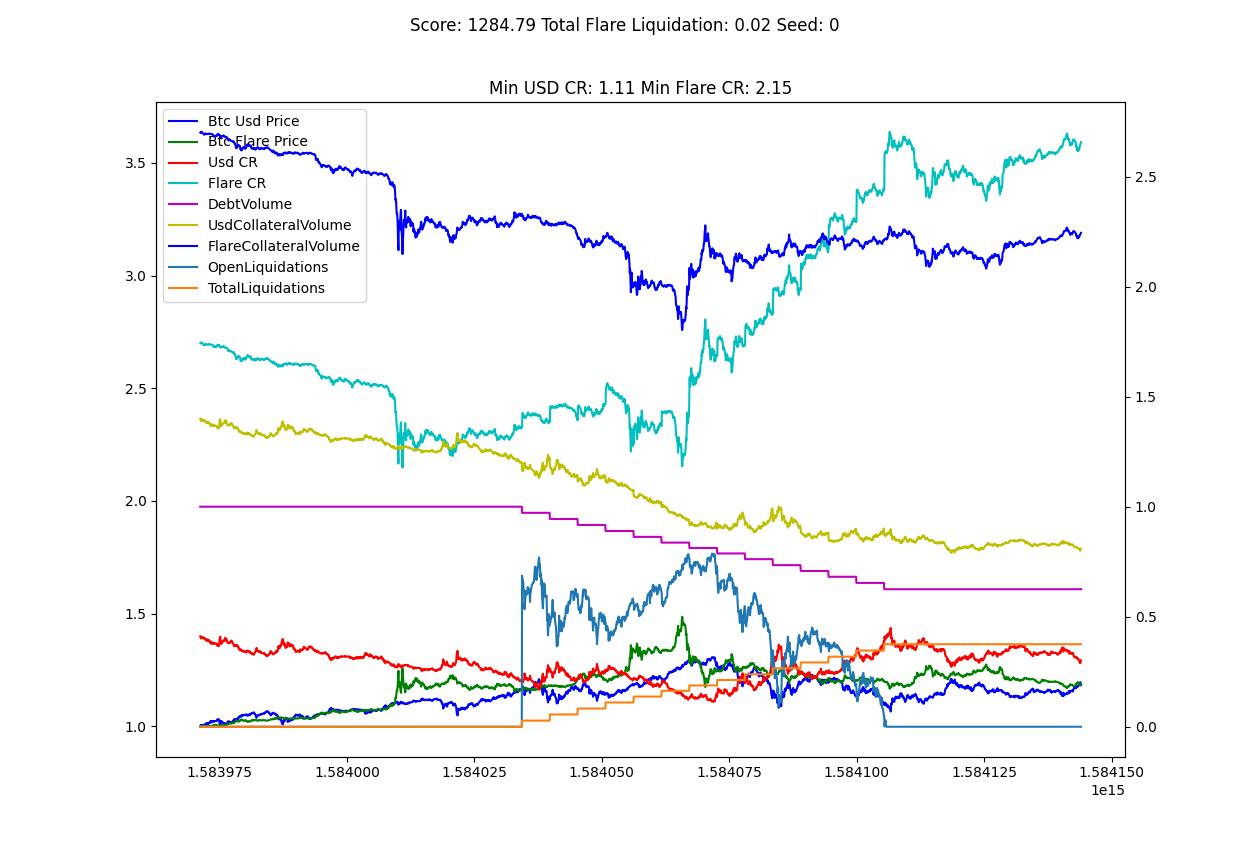 Score: 1284.79 Total Flare Liquidation: 0.02 Seed: 0
Min USD CR: 1.11 Min Flare CR: 2.15
Btc Usd Price
Btc Flare Price
Usd CR
Flare CR
DebtVolume
UsdCollateralVolume
FlareCollateralVolume
OpenLiquidations
TotalLiquidations
3.5
3.0
2.5
2.0
1.5
1.0
2.5
2.0
1.5
1.0
0.5
0.0
1.583975 1.584000 1.584025 1.584050 1.584075 1.584100 1.584125 1.584150
1e15